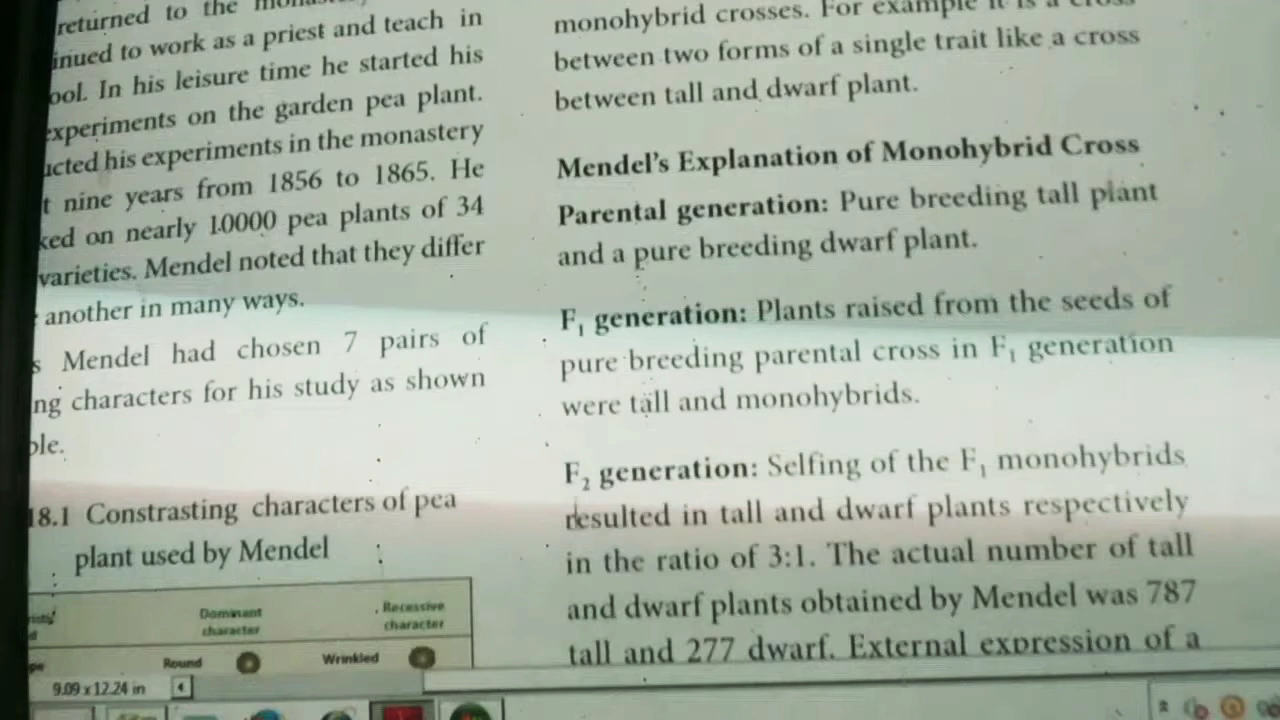 returned to the
inued to work as a priest and teach in
ool. In his leisure time he started his
experiments on the garden pea plant.
ucted his experiments in the monastery
t nine years from 1856 to 1865. He
ked on nearly 10000 pea plants of 34
varieties. Mendel noted that they differ
another in many ways.
s Mendel had chosen 7 pairs of
ng characters for his study as shown
ble.
18.1 Constrasting characters of pea
plant used by Mendel
Dominant
character
Recessive
character
Round
Wrinkled
monohybrid crosses. For example it is a cross
between two forms of a single trait like a cross
between tall and dwarf plant.
Mendel's Explanation of Monohybrid Cross
Parental generation: Pure breeding tall plant
and a pure breeding dwarf plant.
F₁ generation: Plants raised from the seeds of
pure breeding parental cross in F₁ generation
were tall and monohybrids.
F₂ generation: Selfing of the F₁ monohybrids
resulted in tall and dwarf plants respectively
in the ratio of 3:1. The actual number of tall
and dwarf plants obtained by Mendel was 787
tall and 277 dwarf. External expression of a
9.09 x 12.24 in